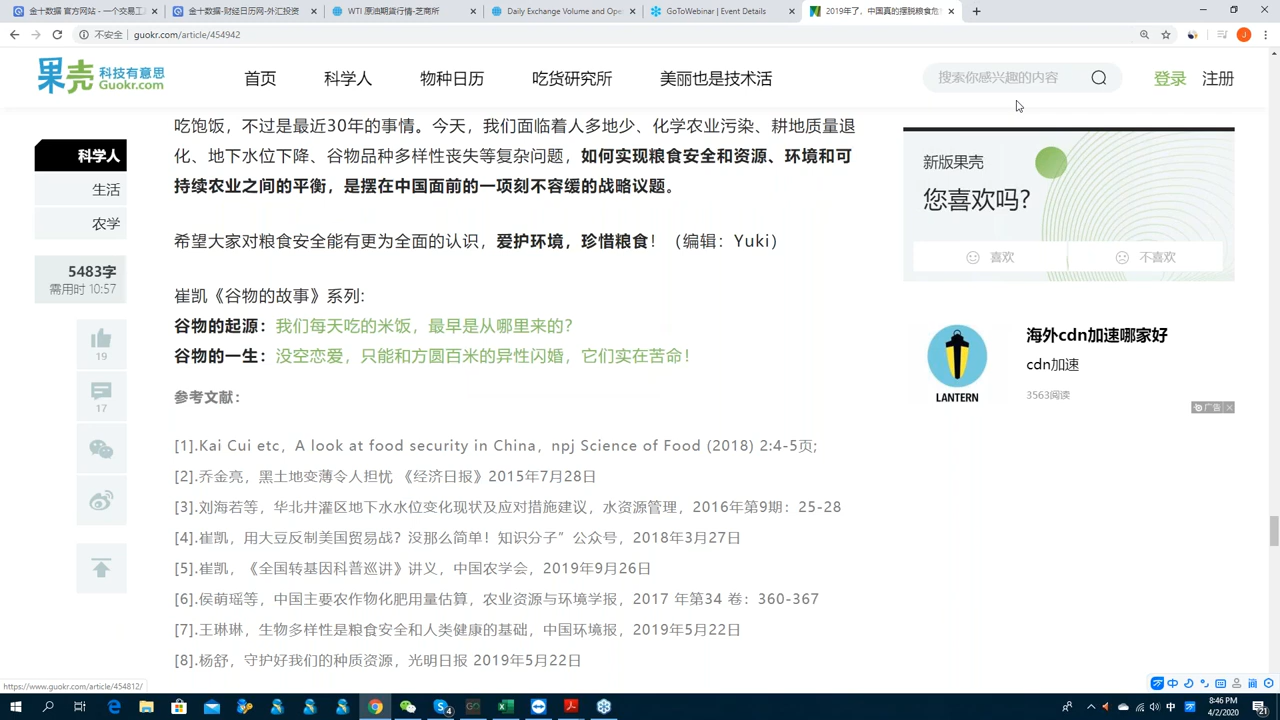 金十数据 官方网站 - 一个交易工
金十数据-财经日历网-外汇投资
WTI 原油期货行情-芝商所
Daily Exchange Volume and Ope
GoToWebinar | Event Details
2019年了，中国真的摆脱粮食危
不安全 | guokr.com/article/454942
果壳 科技有意思 Guokr.com
首页 科学人 物种日历 吃货研究所 美丽也是技术活
搜索你感兴趣的内容
登录 注册
科学人
生活
农学
5483字
需用时 10:57
19
17
吃饱饭，不过是最近30年的事情。今天，我们面临着人多地少、化学农业污染、耕地质量退
化、地下水位下降、谷物品种多样性丧失等复杂问题，如何实现粮食安全和资源、环境和可
持续农业之间的平衡，是摆在中国面前的一项刻不容缓的战略议题。
希望大家对粮食安全能有更为全面的认识，爱护环境，珍惜粮食！（编辑：Yuki）
崔凯《谷物的故事》系列:
谷物的起源：我们每天吃的米饭，最早是从哪里来的？
谷物的一生：没空恋爱，只能和方圆百米的异性闪婚，它们实在苦命！
参考文献：
[1].Kai Cui etc，A look at food security in China，npj Science of Food (2018) 2:4-5页;
[2].乔金亮，黑土地变薄令人担忧 《经济日报》2015年7月28日
[3].刘海若等，华北井灌区地下水水位变化现状及应对措施建议，水资源管理，2016年第9期：25-28
[4].崔凯，用大豆反制美国贸易战？没那么简单！知识分子”公众号，2018年3月27日
[5].崔凯，《全国转基因科普巡讲》讲义，中国农学会，2019年9月26日
[6].侯萌瑶等，中国主要农作物化肥用量估算，农业资源与环境学报，2017 年第34 卷：360-367
[7].王琳琳，生物多样性是粮食安全和人类健康的基础，中国环境报，2019年5月22日
[8].杨舒，守护好我们的种质资源，光明日报 2019年5月22日
新版果壳
您喜欢吗?
喜欢 不喜欢
LANTERN
海外cdn加速哪家好
cdn加速
3563阅读
广告
https://www.guokr.com/article/454812/
中
简
中
8:46 PM
4/2/2020
21